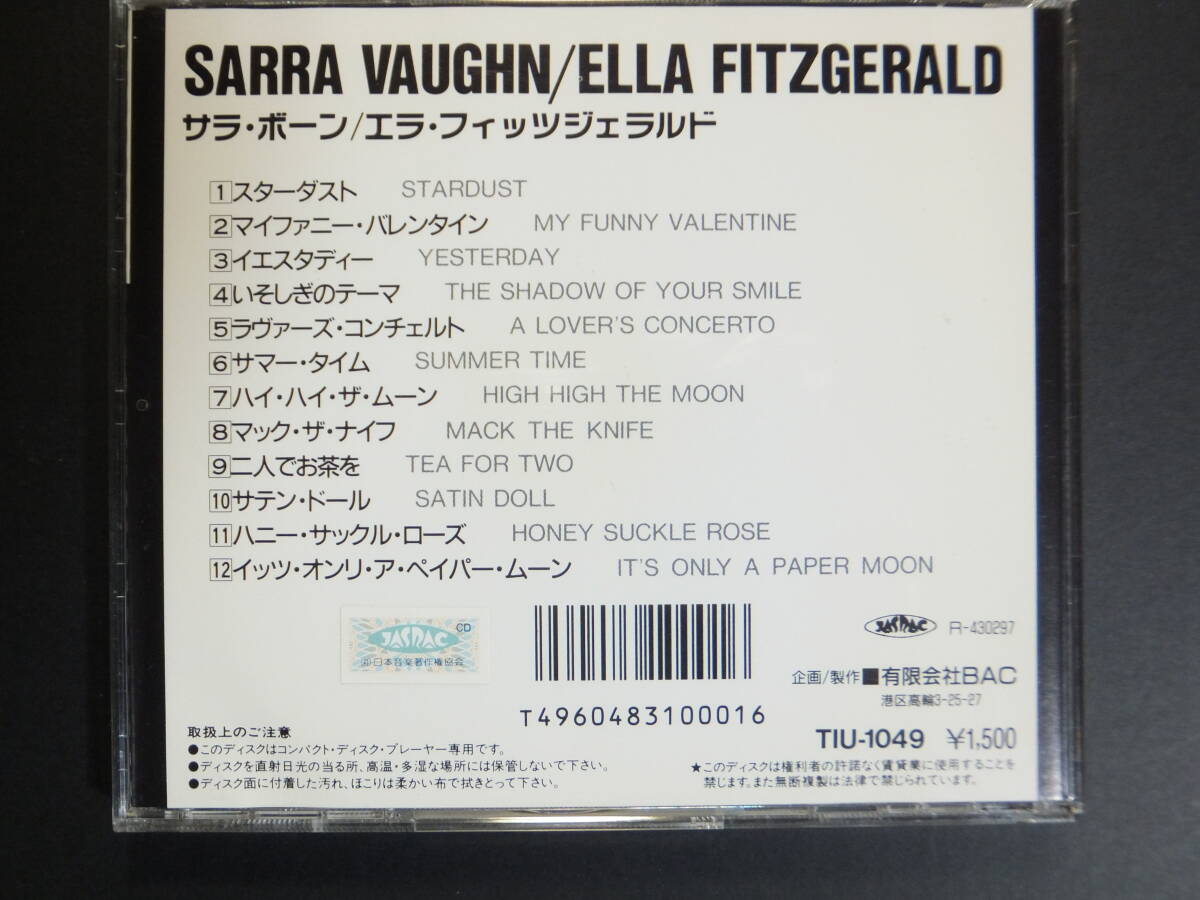 SARRA VAUGHN/ELLA FITZGERALD
サラ・ボーン/エラ・フィッツジェラルド
1 スターダスト STARDUST
2 マイファニー・バレンタイン MY FUNNY VALENTINE
3 イエスタディー YESTERDAY
4 いそしぎのテーマ THE SHADOW OF YOUR SMILE
5 ラヴァーズ・コンチェルト A LOVER'S CONCERTO
6 サマー・タイム SUMMER TIME
7 ハイ・ハイ・ザ・ムーン HIGH HIGH THE MOON
8 マック・ザ・ナイフ MACK THE KNIFE
9 二人でお茶を TEA FOR TWO
10 サテン・ドール SATIN DOLL
11 ハニー・サックル・ローズ HONEY SUCKLE ROSE
12 イッツ・オンリ・ア・ペイパー・ムーン IT'S ONLY A PAPER MOON
CD
JASRAC
㈳日本音楽著作権協会
T4960483100016
JASRAC R-430297
企画/製作■有限会社BAC
港区高輪3-25-27
TIU-1049 ¥1,500
取扱上のご注意
●このディスクはコンパクト・ディスク・プレーヤー専用です。
●ディスクを直射日光の当る所、高温・多湿な場所には保管しないで下さい。
●ディスク面に付着した汚れ、ほこりは柔かい布で拭きとって下さい。
★このディスクは権利者の許諾なく賃貸業に使用することを
禁じます。また無断複製は法律で禁じられています。